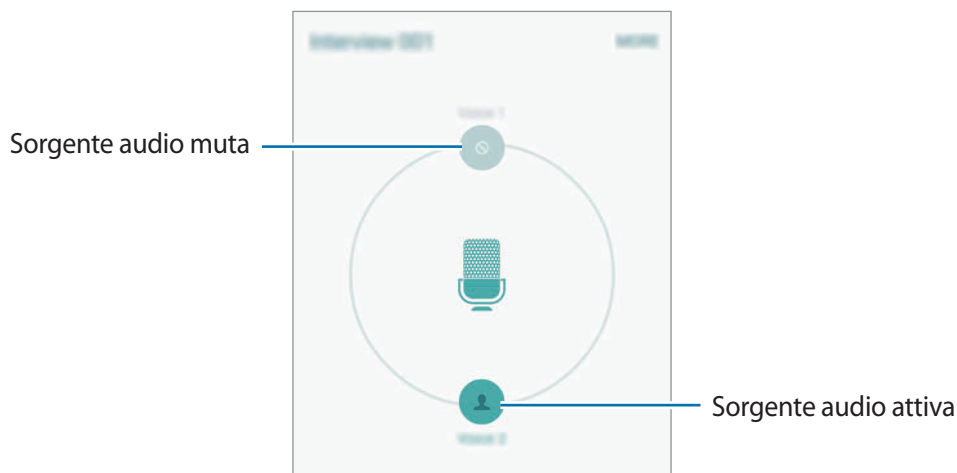 Interview 001
MORE
Voice 1
Sorgente audio muta
Sorgente audio attiva
Voice 2